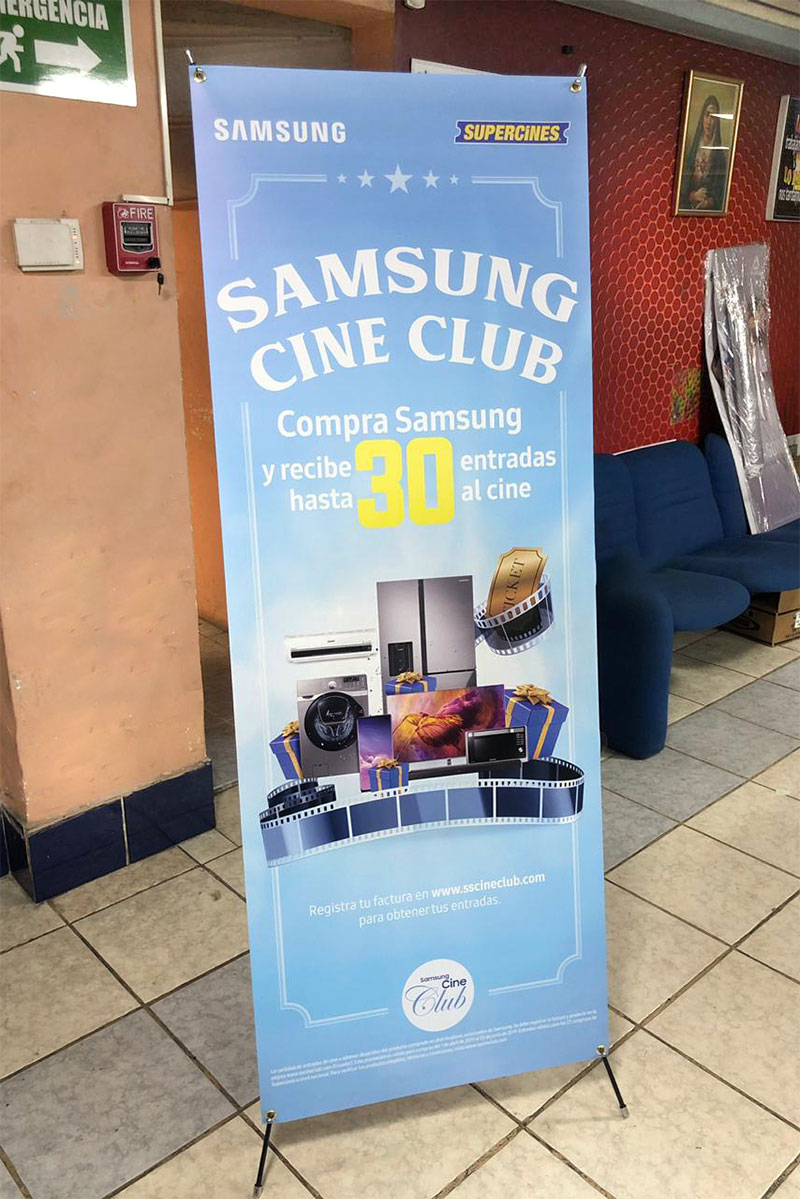 MERGENCIA
SAMSUNG
SUPERCINES
FIRE
SAMSUNG
CINE CLUB
Compra Samsung
y recibe hasta 30 entradas al cine
TICKET
Registra tu factura en www.sscineclub.com
para obtener tus entradas.
Samsung
Cine
Club